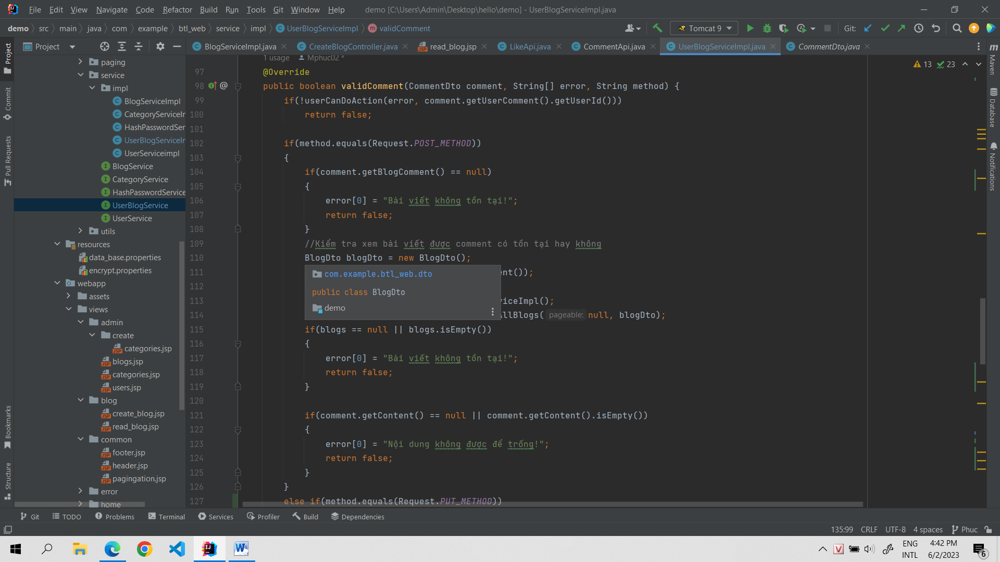 File Edit View Navigate Code Refactor Build Run Tools Git Window Help demo [C:\Users\Admin\Desktop\hello\demo] - UserBlogServiceImpl.java
demo src main java com example btl_web service impl UserBlogServiceImpl validComment Tomcat 9 Git:
Project
BlogServiceImpl.java CreateBlogController.java read_blog.jsp LikeApi.java CommentApi.java UserBlogServiceImpl.java CommentDto.java
Project
Commit
Pull Requests
Bookmarks
Structure
paging
service
impl
BlogServiceImpl
CategoryServiceIm
HashPasswordSer
UserBlogServiceIm
UserServiceimpl
BlogService
CategoryService
HashPasswordService
UserBlogService
UserService
utils
resources
data_base.properties
encrypt.properties
webapp
assets
views
admin
create
categories.jsp
blogs.jsp
categories.jsp
users.jsp
blog
create_blog.jsp
read_blog.jsp
common
footer.jsp
header.jsp
pagingation.jsp
error
home
1 usage Mphuc02 *
13 23
97 @Override
98 @ public boolean validComment(CommentDto comment, String[] error, String method) {
99 if(!userCanDoAction(error, comment.getUserComment().getUserId()))
100 return false;
101
102 if(method.equals(Request.POST_METHOD))
103 {
104 if(comment.getBlogComment() == null)
105 {
106 error[0] = "Bài viết không tồn tại!";
107 return false;
108 }
109 //Kiểm tra xem bài viết được comment có tồn tại hay không
110 BlogDto blogDto = new BlogDto();
111 ent());
112
113 viceImpl();
114 AllBlogs( pageable: null, blogDto);
com.example.btl_web.dto
public class BlogDto
demo
115 if(blogs == null || blogs.isEmpty())
116 {
117 error[0] = "Bài viết không tồn tại!";
118 return false;
119 }
120
121 if(comment.getContent() == null || comment.getContent().isEmpty())
122 {
123 error[0] = "Nội dung không được để trống!";
124 return false;
125 }
126 }
127 else if(method.equals(Request.PUT_METHOD))
Maven
Database
Notifications
Git TODO Problems Terminal Services Profiler Build Dependencies
135:99 CRLF UTF-8 4 spaces Phuc
ENG
INTL
4:42 PM
6/2/2023
6